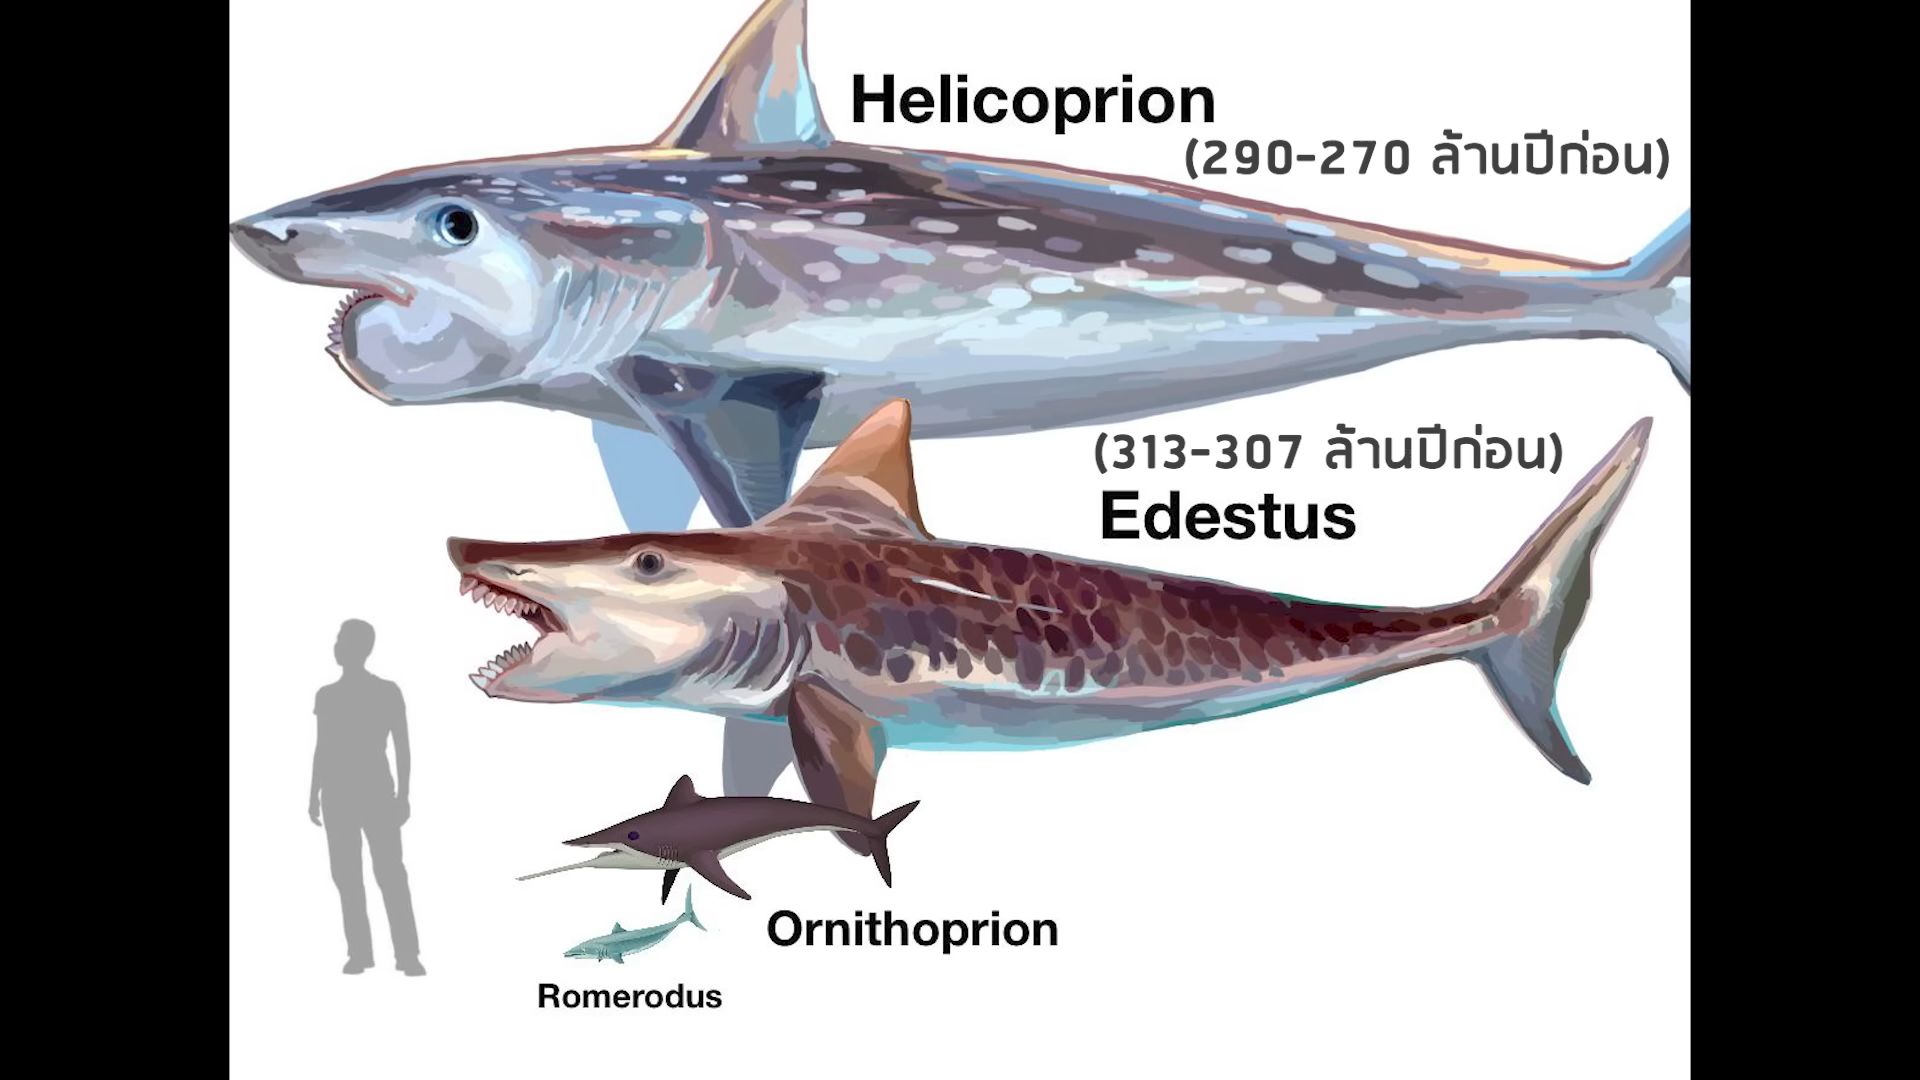 Helicoprion
(290-270 ล้านปีก่อน)
(313-307 ล้านปีก่อน)
Edestus
Ornithoprion
Romerodus